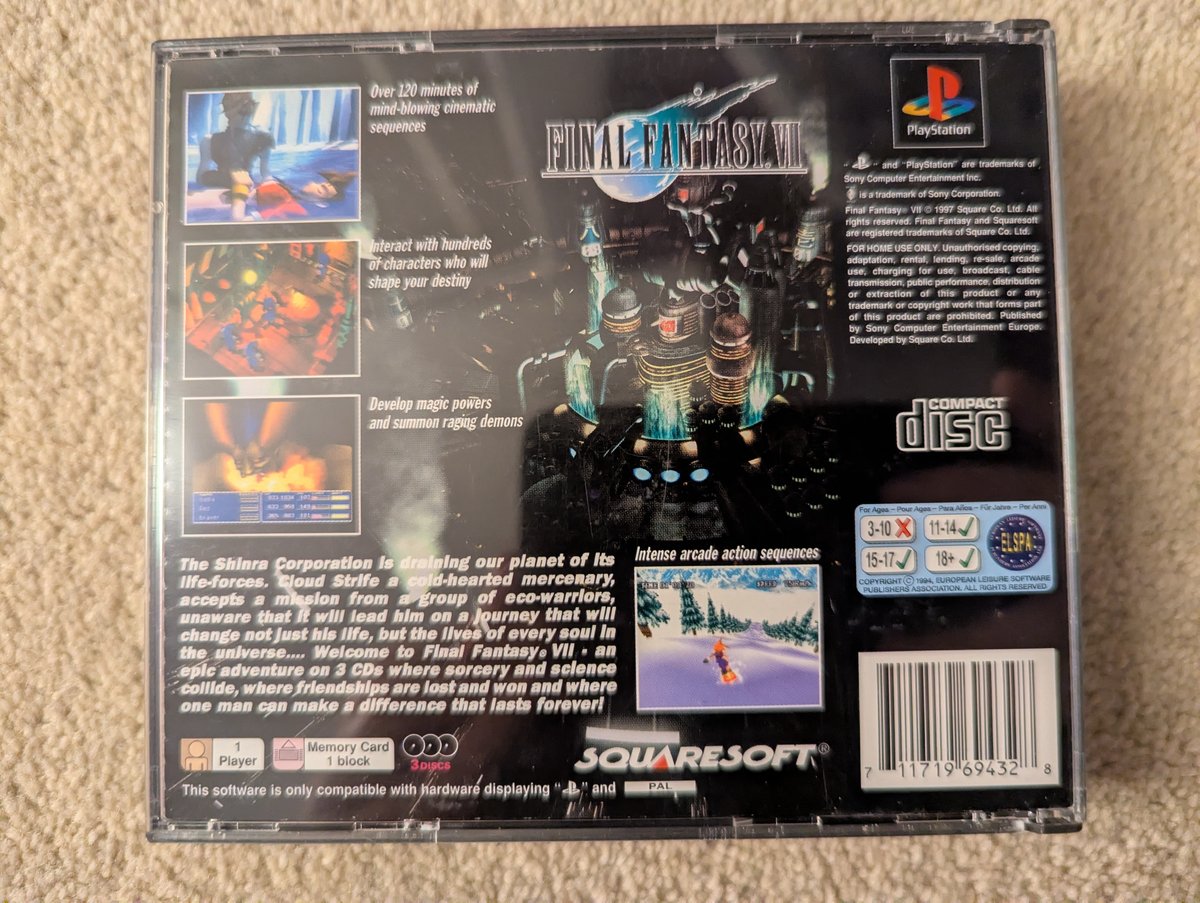 Over 120 minutes of
mind-blowing cinematic
sequences
Interact with hundreds
of characters who will
shape your destiny
Develop magic powers
and summon raging demons
FINAL FANTASY® VII
PlayStation
" " and "PlayStation" are trademarks of
Sony Computer Entertainment Inc.
is a trademark of Sony Corporation.
Final Fantasy® VII © 1997 Square Co. Ltd. All
rights reserved. Final Fantasy and Squaresoft
are registered trademarks of Square Co. Ltd.
FOR HOME USE ONLY. Unauthorised copying,
adaptation, rental, lending, re-sale, arcade
use, charging for use, broadcast, cable
transmission, public performance, distribution
or extraction of this product or any
trademark or copyright work that forms part
of this product are prohibited. Published
by Sony Computer Entertainment Europe.
Developed by Square Co. Ltd.
COMPACT
disc
For Ages – Pour Ages – Para Años – Für Jahre – Per Anni
3-10 11-14
15-17 18+
ELSPA
COPYRIGHT © 1994, EUROPEAN LEISURE SOFTWARE
PUBLISHERS ASSOCIATION. ALL RIGHTS RESERVED
The Shinra Corporation is draining our planet of its
life-forces. Cloud Strife a cold-hearted mercenary,
accepts a mission from a group of eco-warriors,
unaware that it will lead him on a journey that will
change not just his life, but the lives of every soul in
the universe.... Welcome to Final Fantasy® VII - an
epic adventure on 3 CDs where sorcery and science
collide, where friendships are lost and won and where
one man can make a difference that lasts forever!
Intense arcade action sequences
1
Player
Memory Card
1 block
3 DISCS
SQUARESOFT®
This software is only compatible with hardware displaying " " and PAL
7 11719 69432 8